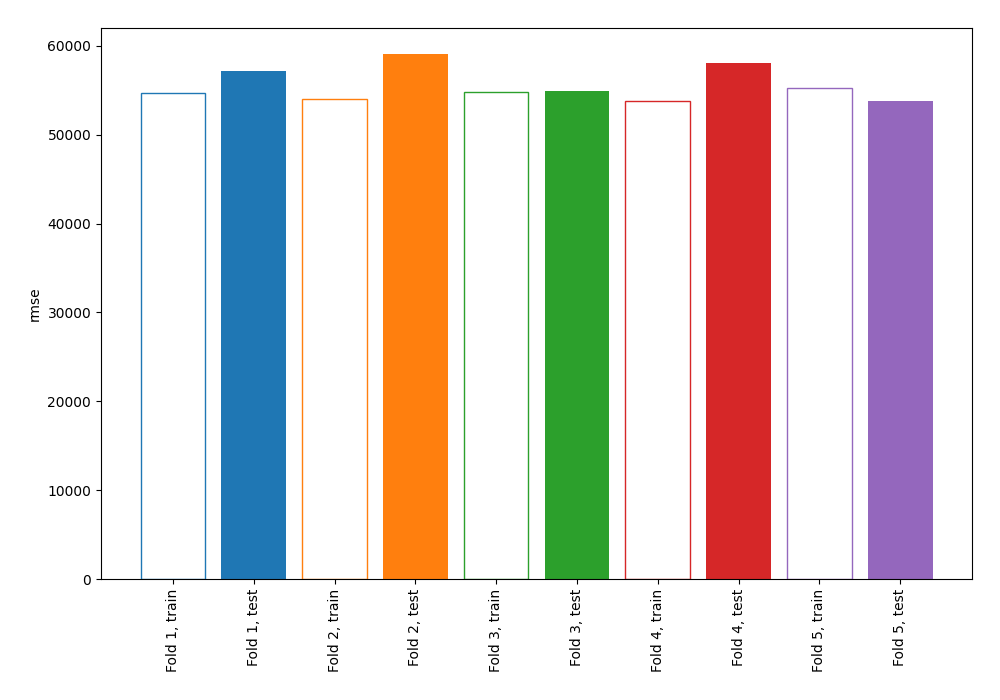 60000
50000
40000
30000
20000
10000
0
rmse
Fold 1, train
Fold 1, test
Fold 2, train
Fold 2, test
Fold 3, train
Fold 3, test
Fold 4, train
Fold 4, test
Fold 5, train
Fold 5, test